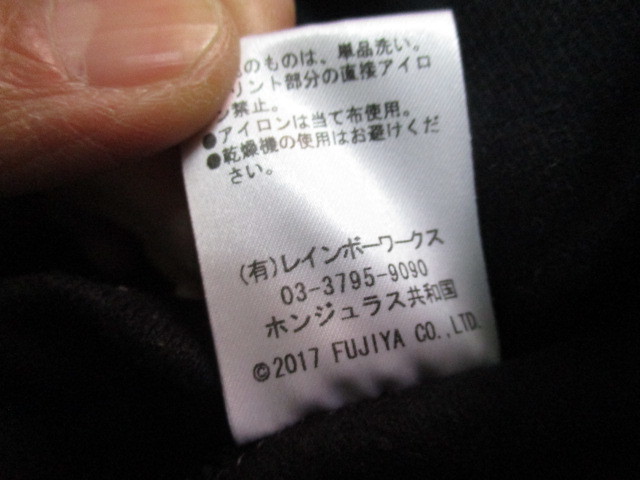 のものは、単品洗い。
リント部分の直接アイロ
ン禁止。
●アイロンは当て布使用。
●乾燥機の使用はお避けくだ
さい。
(有)レインボーワークス
03-3795-9090
ホンジュラス共和国
©2017 FUJIYA CO.,LTD.